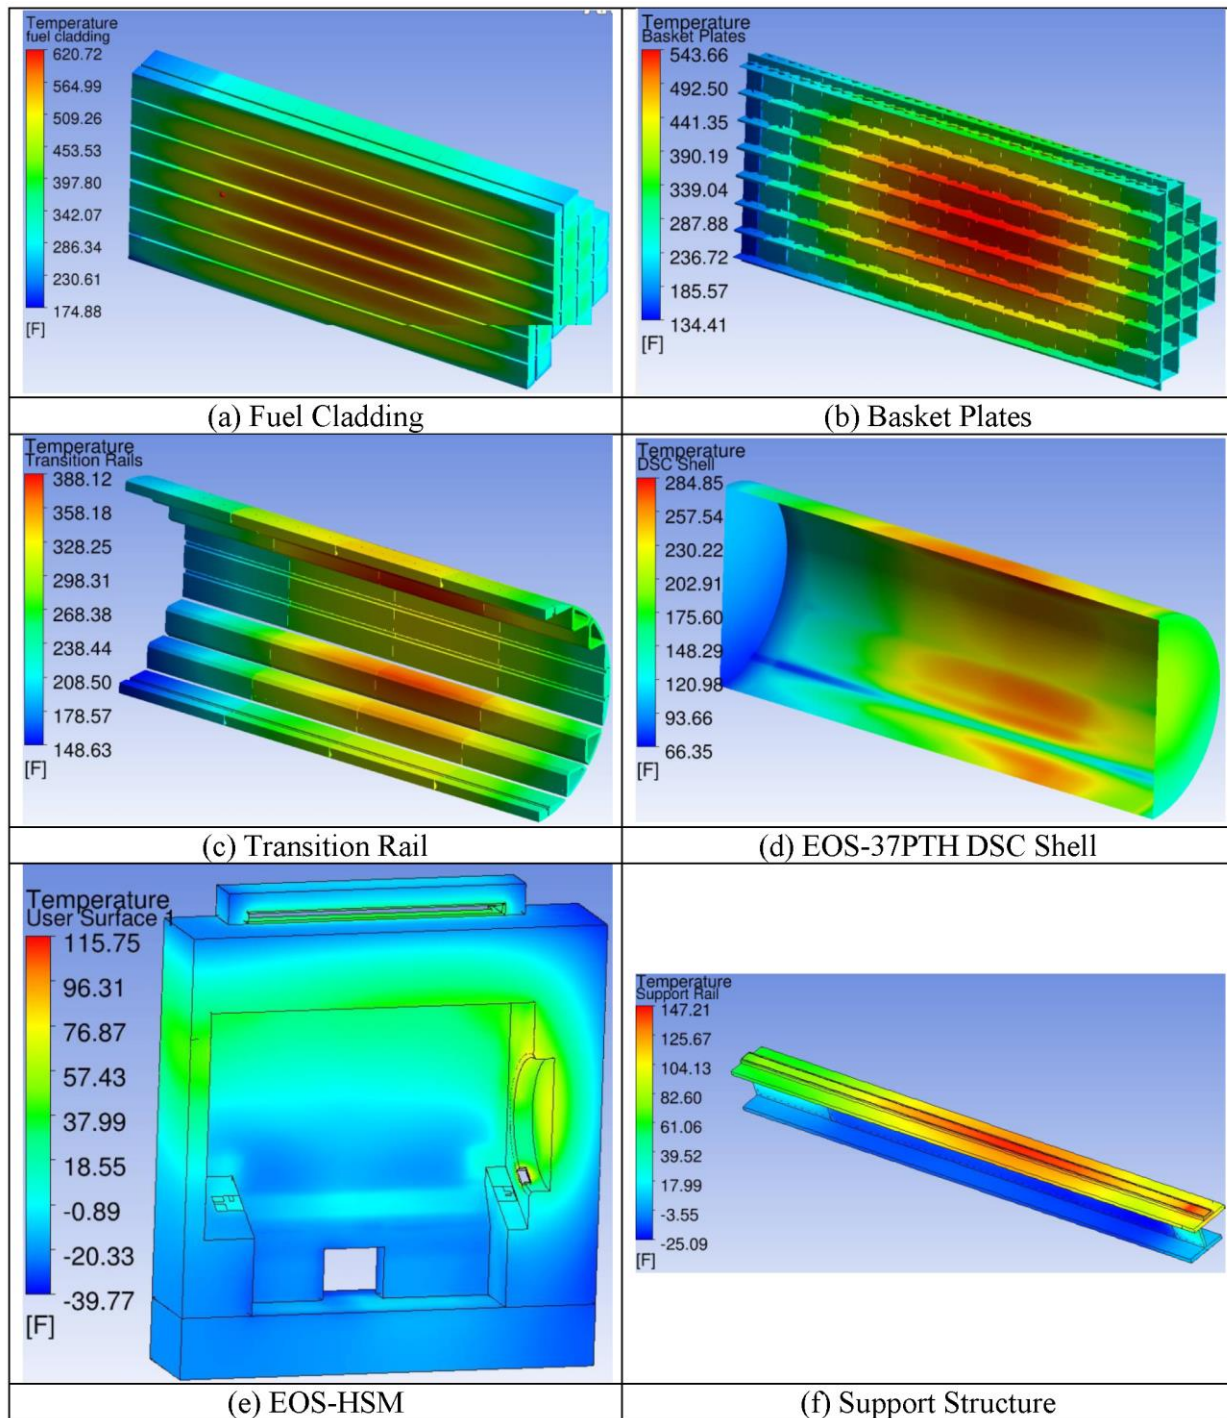 Temperature
fuel cladding
620.72
564.99
509.26
453.53
397.80
342.07
286.34
230.61
174.88
[F]
(a) Fuel Cladding
Temperature
Basket Plates
543.66
492.50
441.35
390.19
339.04
287.88
236.72
185.57
134.41
[F]
(b) Basket Plates
Temperature
Transition Rails
388.12
358.18
328.25
298.31
268.38
238.44
208.50
178.57
148.63
[F]
(c) Transition Rail
Temperature
DSC Shell
284.85
257.54
230.22
202.91
175.60
148.29
120.98
93.66
66.35
[F]
(d) EOS-37PTH DSC Shell
Temperature
User Surface 1
115.75
96.31
76.87
57.43
37.99
18.55
-0.89
-20.33
-39.77
[F]
(e) EOS-HSM
Temperature
Support Rail
147.21
125.67
104.13
82.60
61.06
39.52
17.99
-3.55
-25.09
[F]
(f) Support Structure